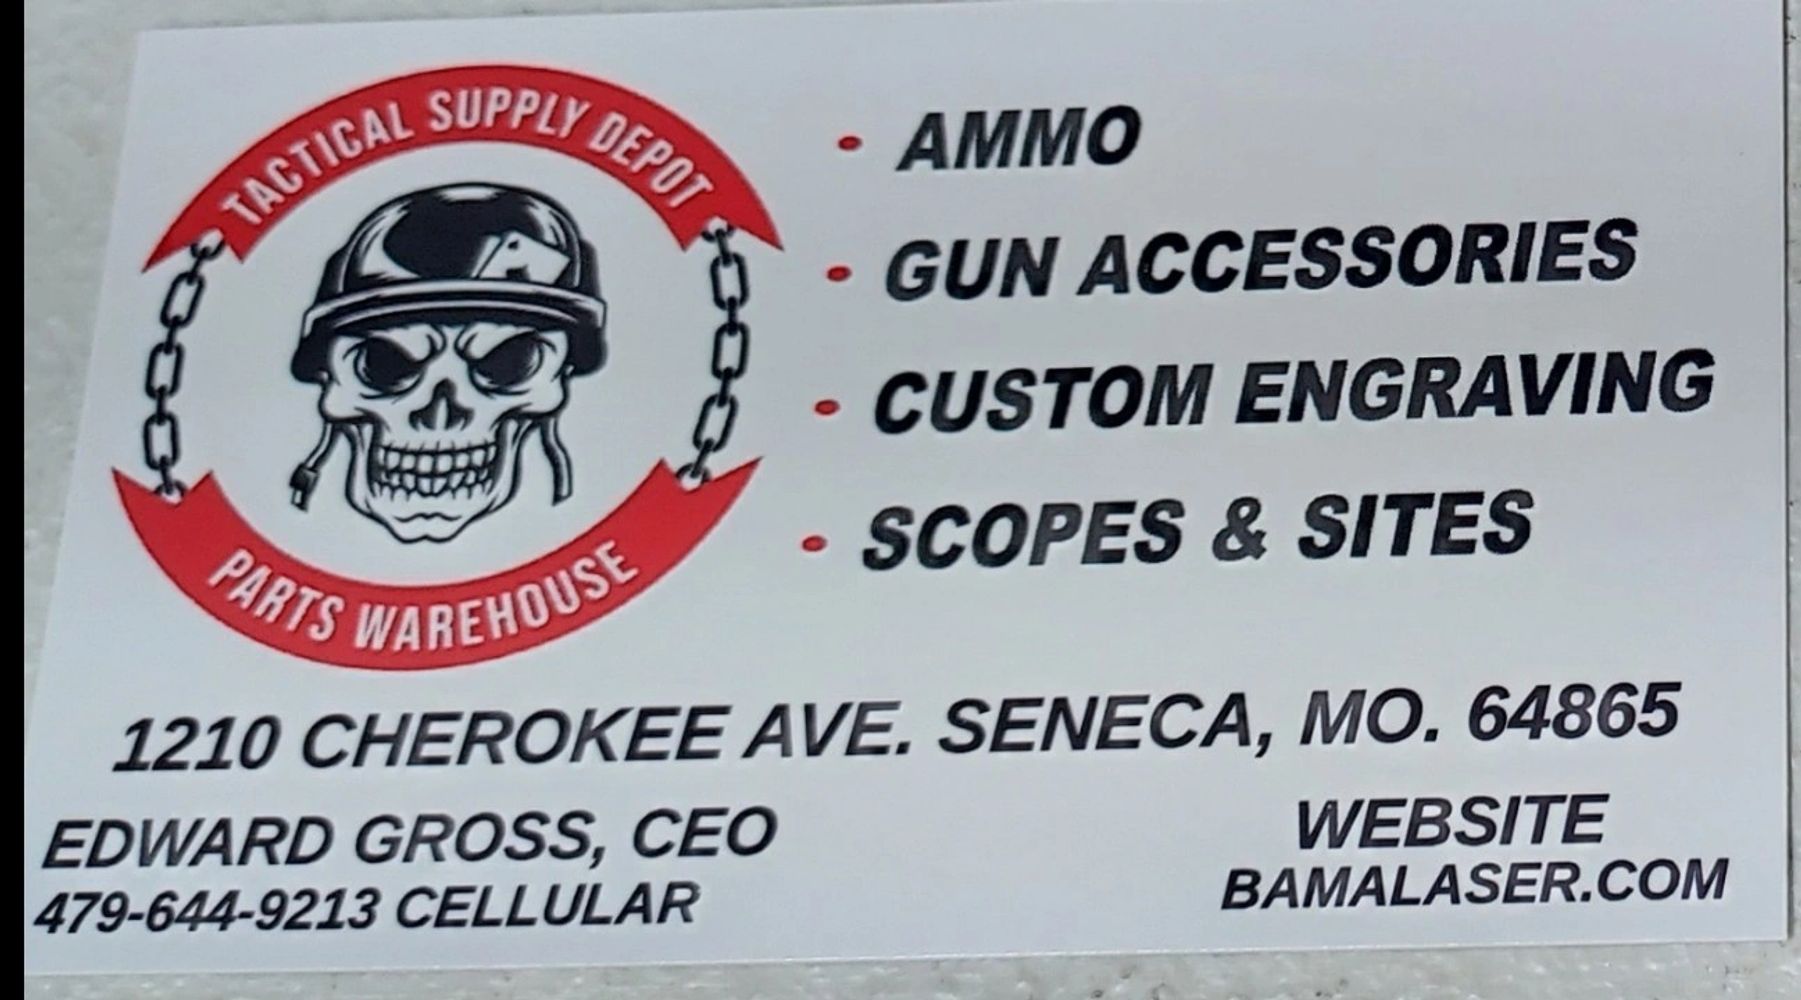 TACTICAL SUPPLY DEPOT
PARTS WAREHOUSE
• AMMO
• GUN ACCESSORIES
• CUSTOM ENGRAVING
• SCOPES & SITES
1210 CHEROKEE AVE. SENECA, MO. 64865
EDWARD GROSS, CEO
479-644-9213 CELLULAR
WEBSITE
BAMALASER.COM